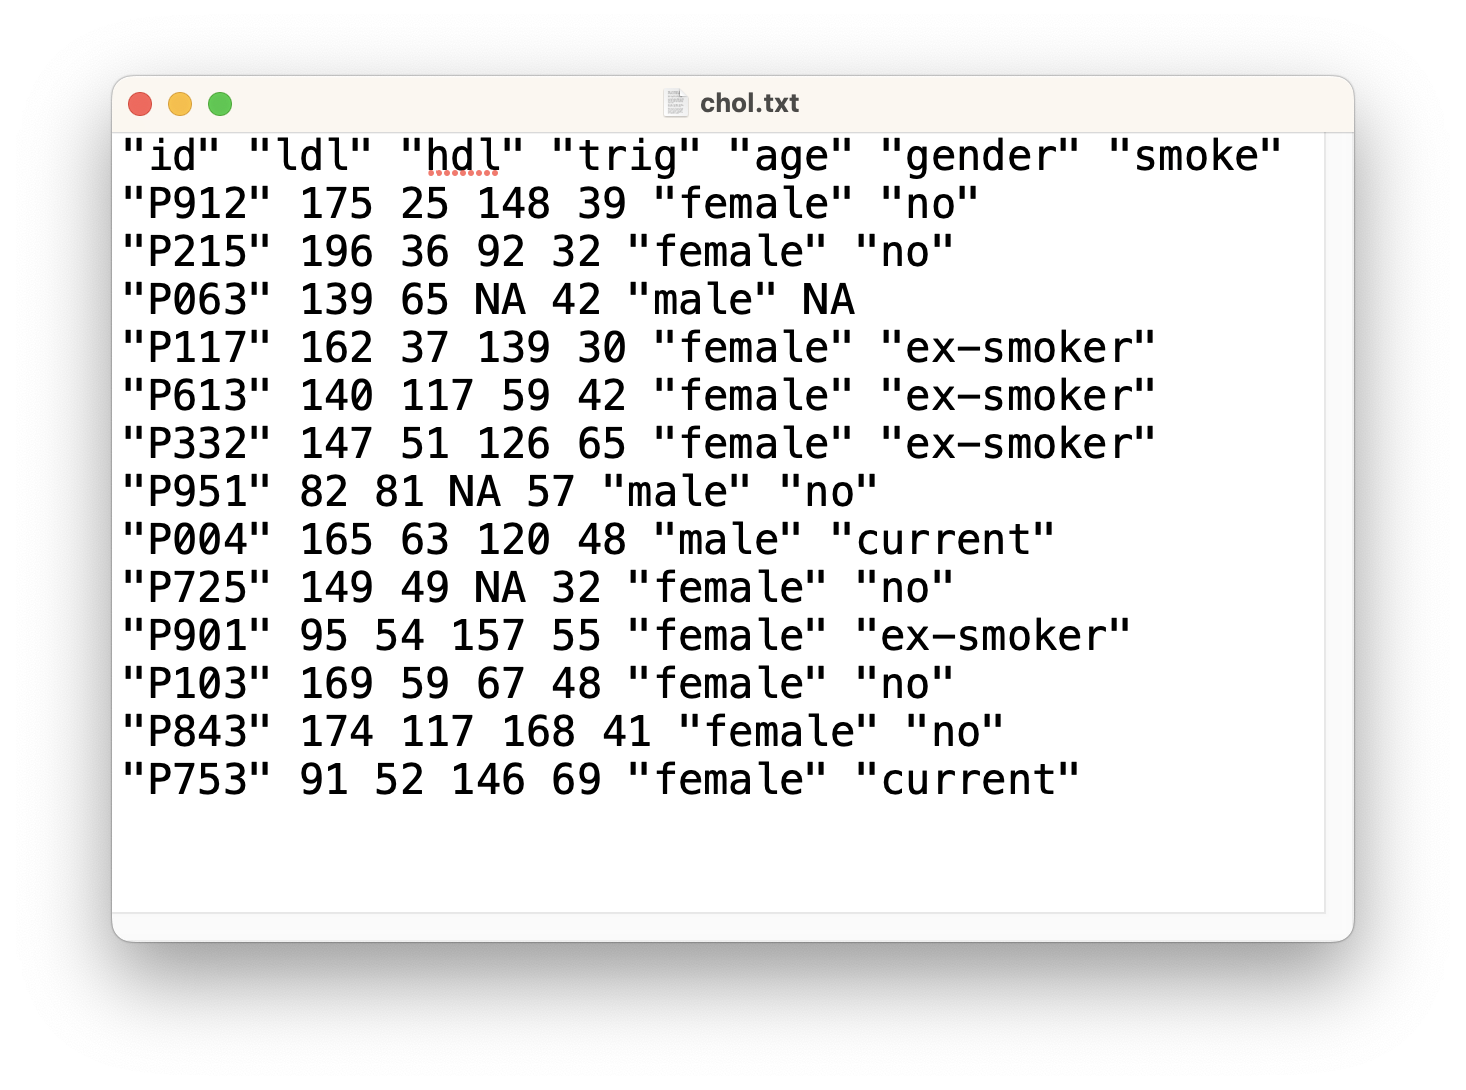 chol.txt
"id" "ldl" "hdl" "trig" "age" "gender" "smoke"
"P912" 175 25 148 39 "female" "no"
"P215" 196 36 92 32 "female" "no"
"P063" 139 65 NA 42 "male" NA
"P117" 162 37 139 30 "female" "ex-smoker"
"P613" 140 117 59 42 "female" "ex-smoker"
"P332" 147 51 126 65 "female" "ex-smoker"
"P951" 82 81 NA 57 "male" "no"
"P004" 165 63 120 48 "male" "current"
"P725" 149 49 NA 32 "female" "no"
"P901" 95 54 157 55 "female" "ex-smoker"
"P103" 169 59 67 48 "female" "no"
"P843" 174 117 168 41 "female" "no"
"P753" 91 52 146 69 "female" "current"